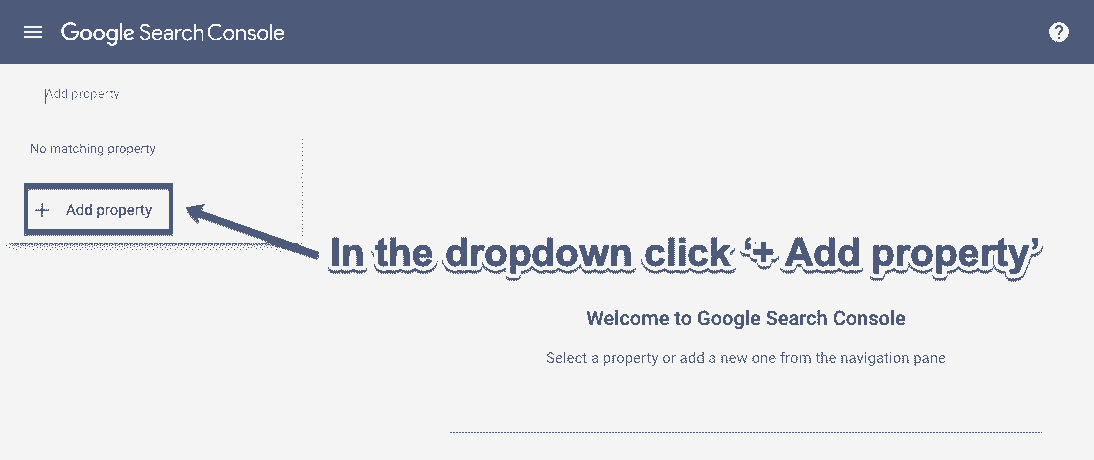 Google Search Console
Add property
No matching property
+ Add property
In the dropdown click ‘+ Add property’
Welcome to Google Search Console
Select a property or add a new one from the navigation pane